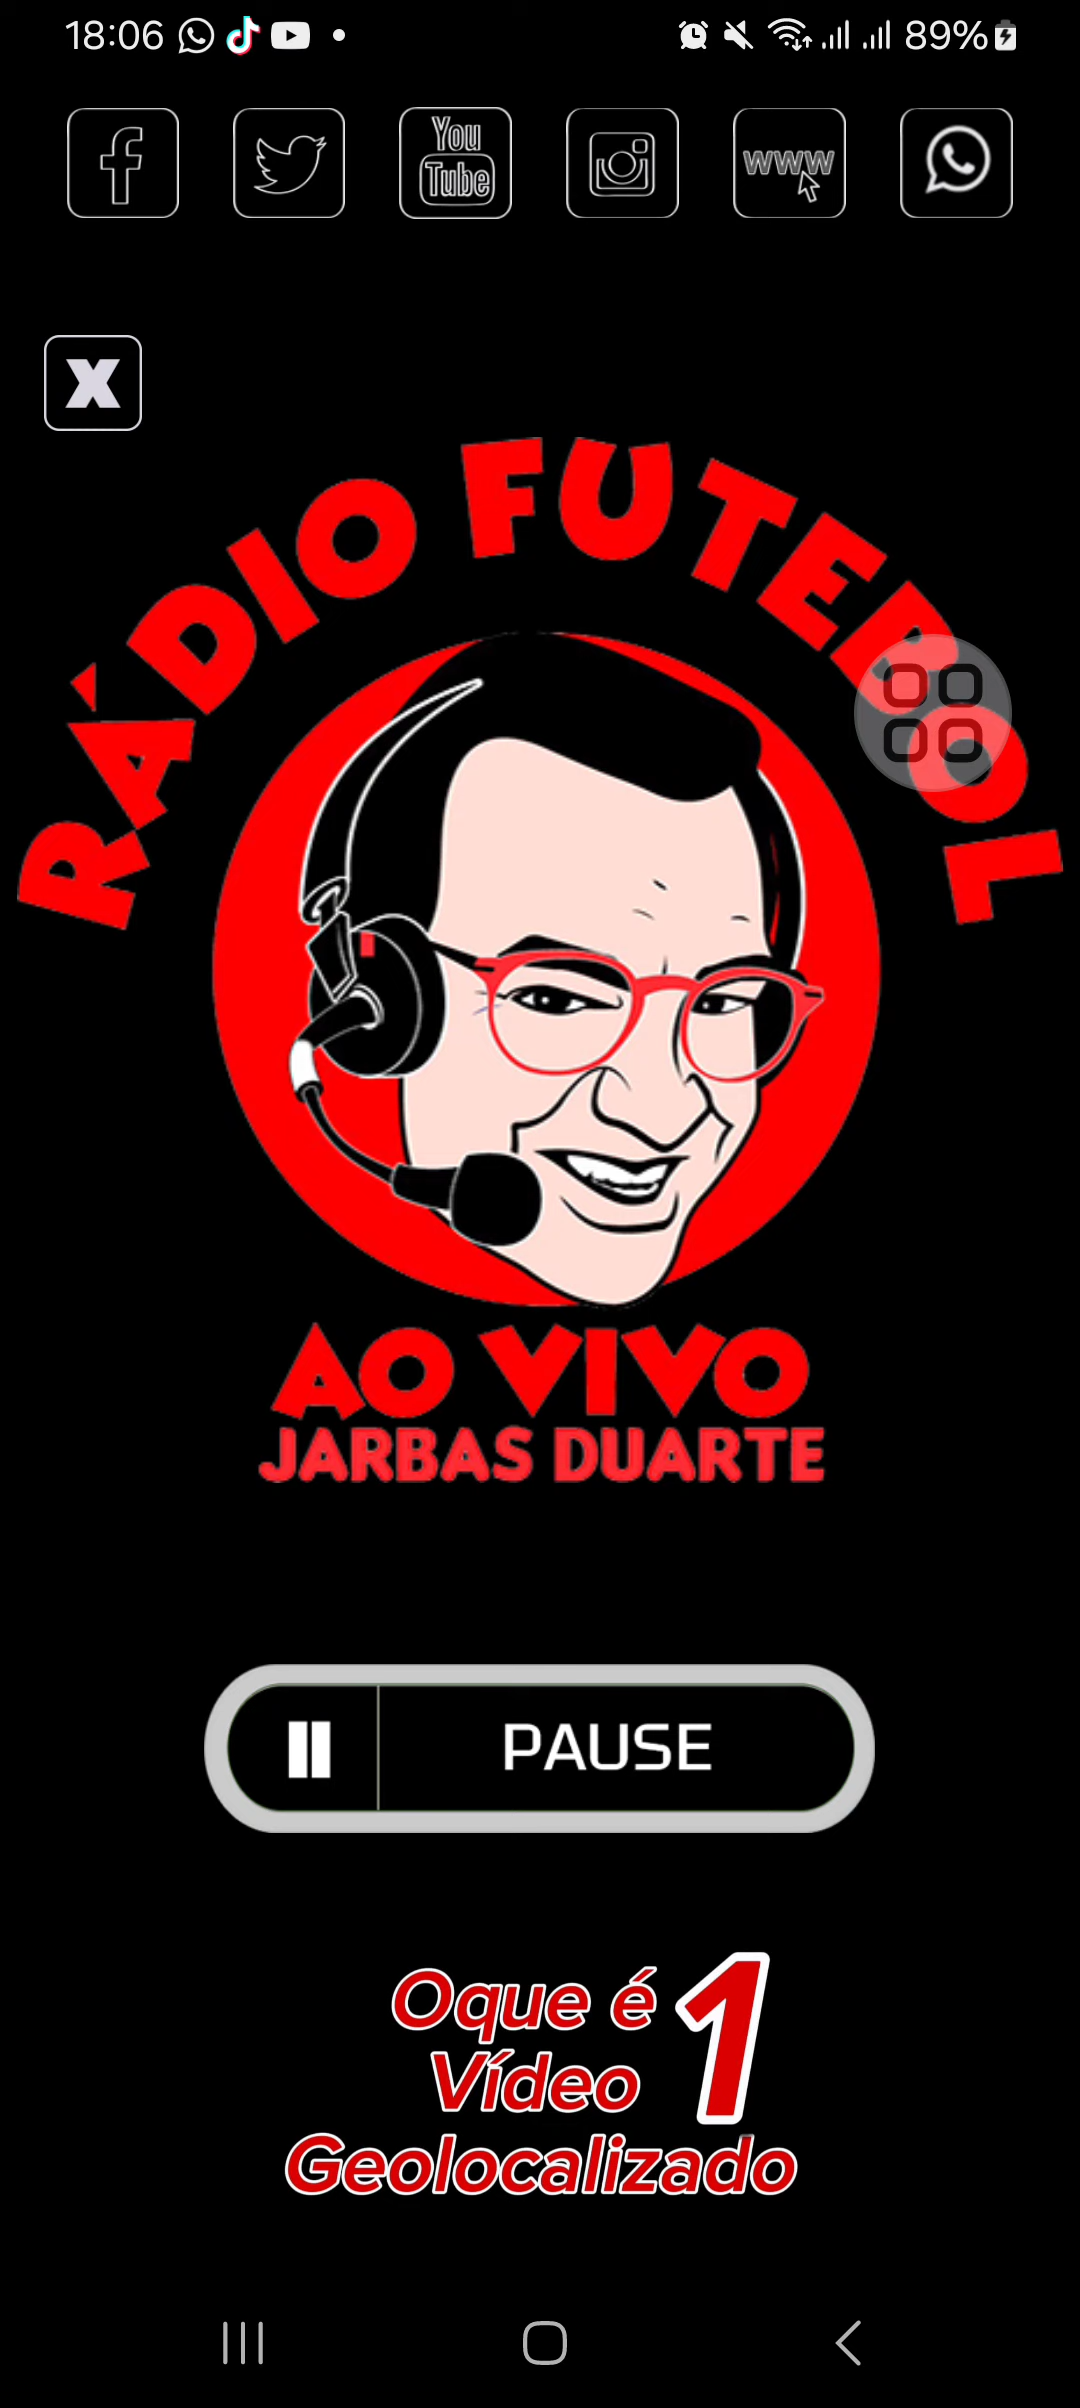 18:06 89%
You
Tube
www
X
RÁDIO FUTEBOL
AO VIVO
JARBAS DUARTE
PAUSE
Oque é 1
Vídeo
Geolocalizado